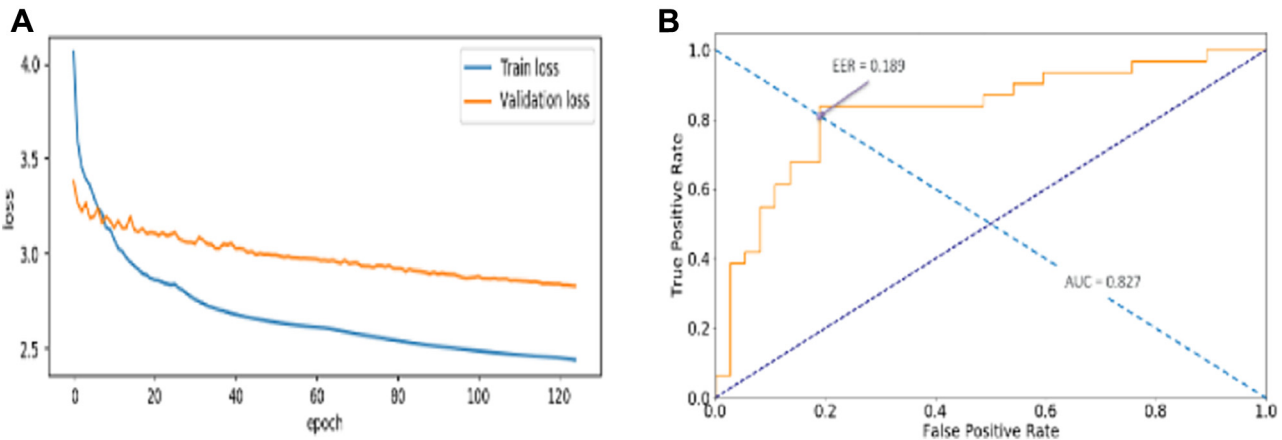 A
4.0
3.5
3.0
2.5
loss
0 20 40 60 80 100 120
epoch
Train loss
Validation loss
B
1.0
0.8
0.6
0.4
0.2
0.0
True Positive Rate
EER = 0.189
AUC = 0.827
0.0 0.2 0.4 0.6 0.8 1.0
False Positive Rate